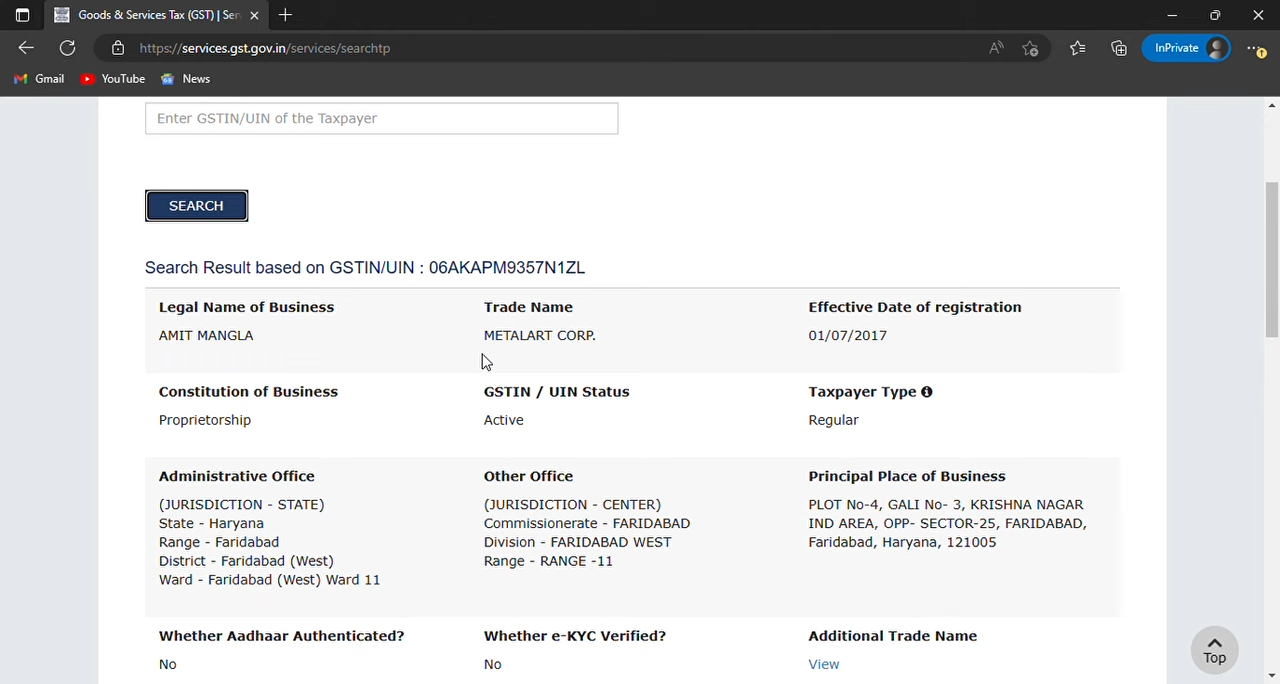 Goods & Services Tax (GST) | Ser
https://services.gst.gov.in/services/searchtp
InPrivate
Gmail YouTube News
Enter GSTIN/UIN of the Taxpayer
SEARCH
Search Result based on GSTIN/UIN : 06AKAPM9357N1ZL
Legal Name of Business Trade Name Effective Date of registration
AMIT MANGLA METALART CORP. 01/07/2017
Constitution of Business GSTIN / UIN Status Taxpayer Type
Proprietorship Active Regular
Administrative Office Other Office Principal Place of Business
(JURISDICTION - STATE) (JURISDICTION - CENTER) PLOT No-4, GALI No- 3, KRISHNA NAGAR
State - Haryana Commissionerate - FARIDABAD IND AREA, OPP- SECTOR-25, FARIDABAD,
Range - Faridabad Division - FARIDABAD WEST Faridabad, Haryana, 121005
District - Faridabad (West) Range - RANGE -11
Ward - Faridabad (West) Ward 11
Whether Aadhaar Authenticated? Whether e-KYC Verified? Additional Trade Name
No No View
Top